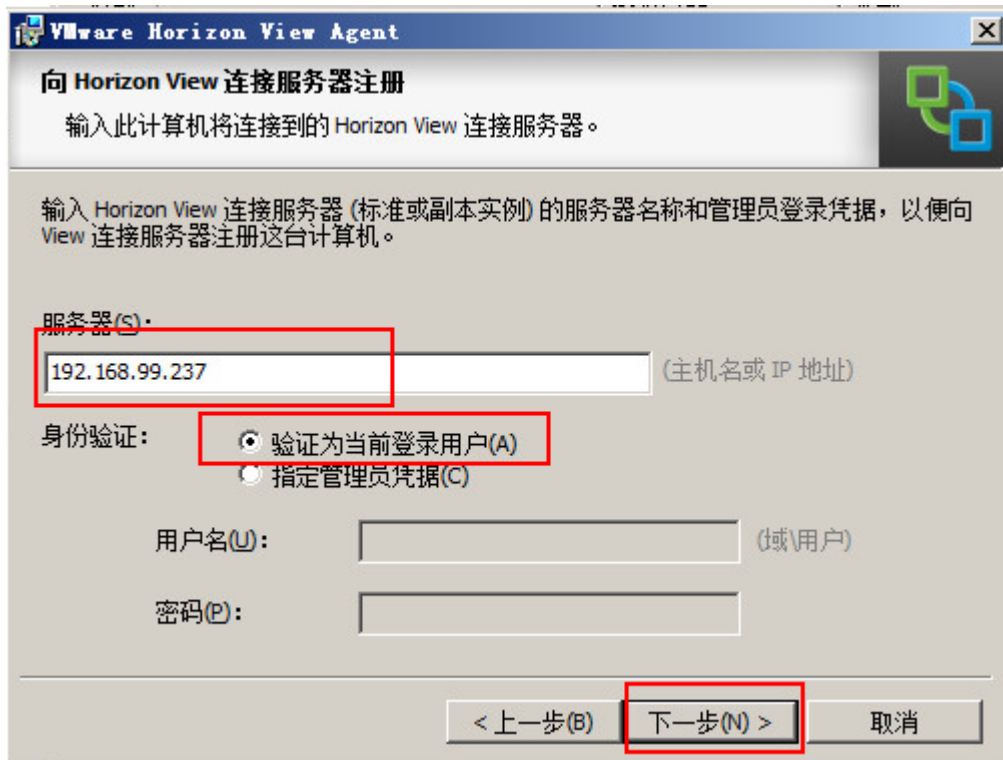 VMware Horizon View Agent
向 Horizon View 连接服务器注册
输入此计算机将连接到的 Horizon View 连接服务器。
输入 Horizon View 连接服务器 (标准或副本实例) 的服务器名称和管理员登录凭据，以便向
View 连接服务器注册这台计算机。
服务器(S):
192.168.99.237 (主机名或 IP 地址)
身份验证: 验证为当前登录用户(A)
指定管理员凭据(C)
用户名(U): (域\用户)
密码(P):
< 上一步(B) 下一步(N) > 取消